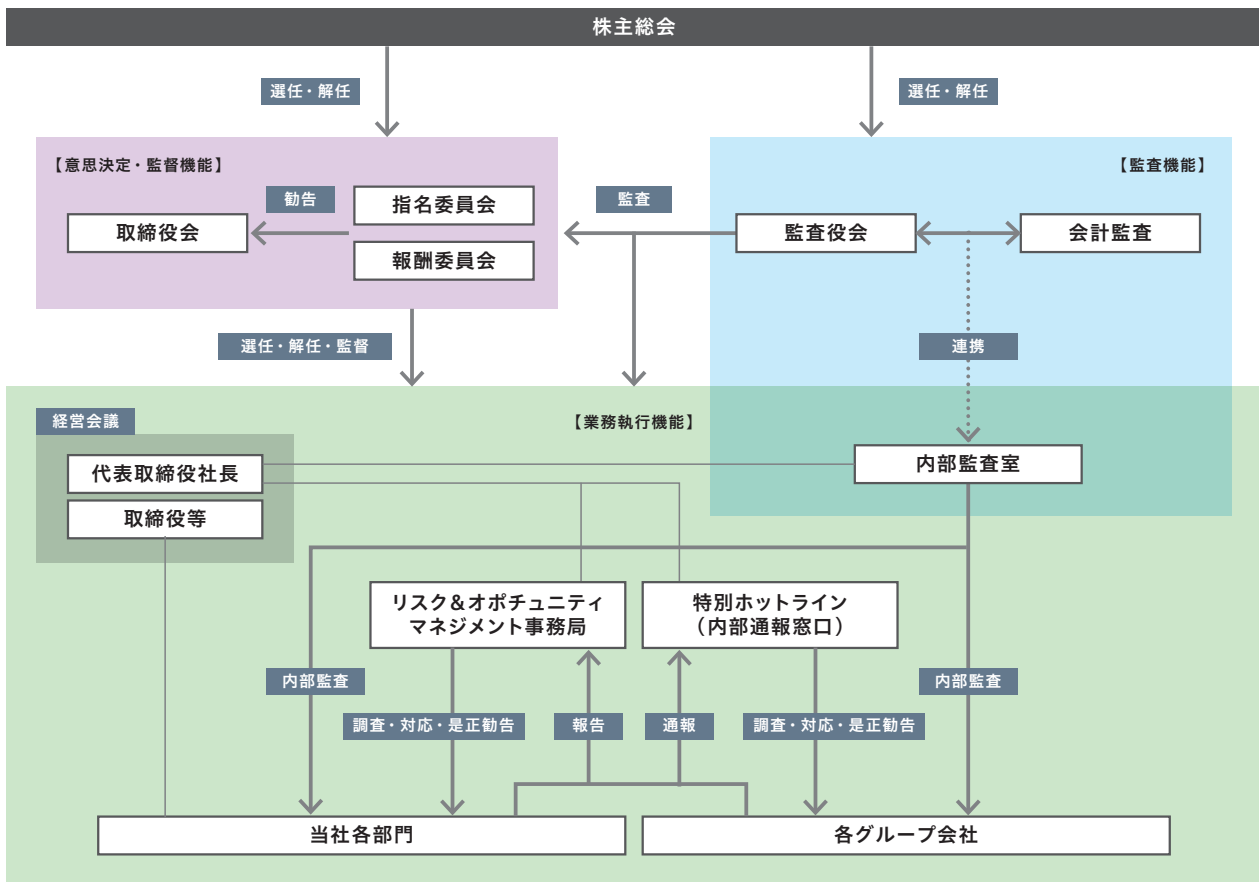 株主総会
選任・解任
選任・解任
【意思決定・監督機能】
【監査機能】
勧告
指名委員会
監査
取締役会
監査役会
会計監査
報酬委員会
選任・解任・監督
連携
経営会議
【業務執行機能】
代表取締役社長
内部監査室
取締役等
リスク＆オポチュニティ
マネジメント事務局
特別ホットライン
（内部通報窓口）
内部監査
内部監査
調査・対応・是正勧告
報告
通報
調査・対応・是正勧告
当社各部門
各グループ会社